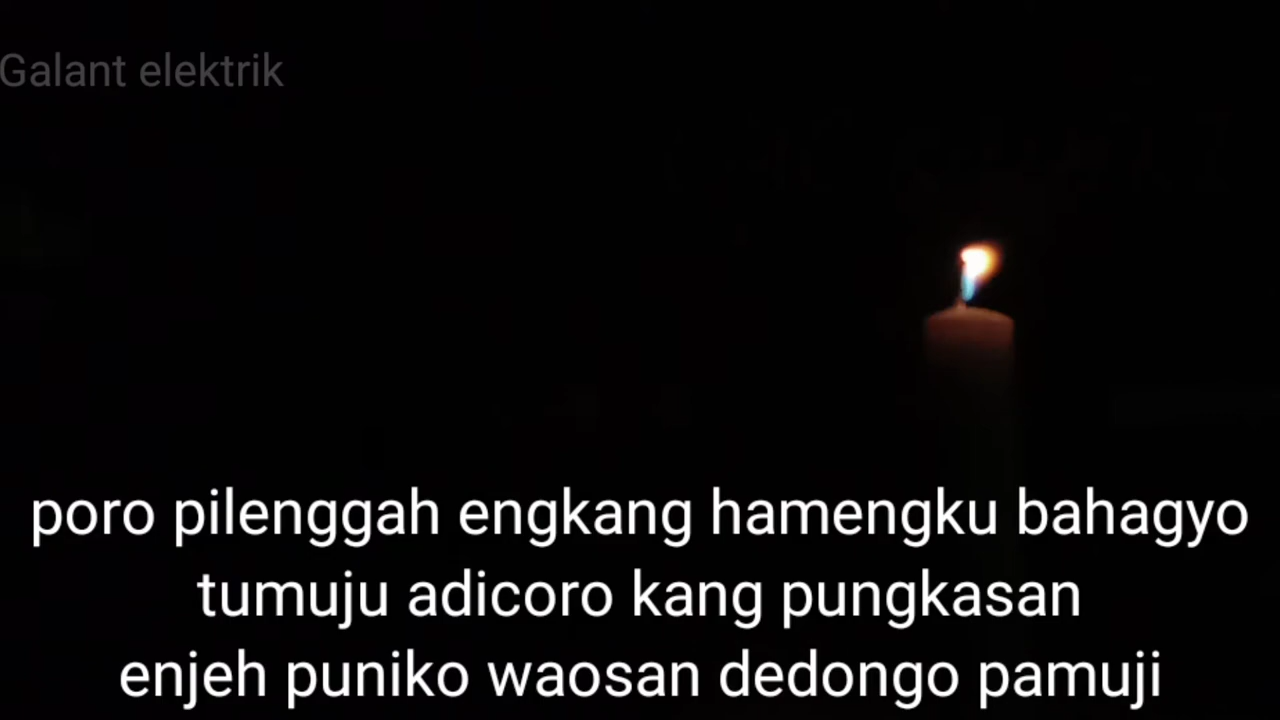 Galant elektrik
poro pilenggah engkang hamengku bahagyo
tumuju adicoro kang pungkasan
enjeh puniko waosan dedongo pamuji